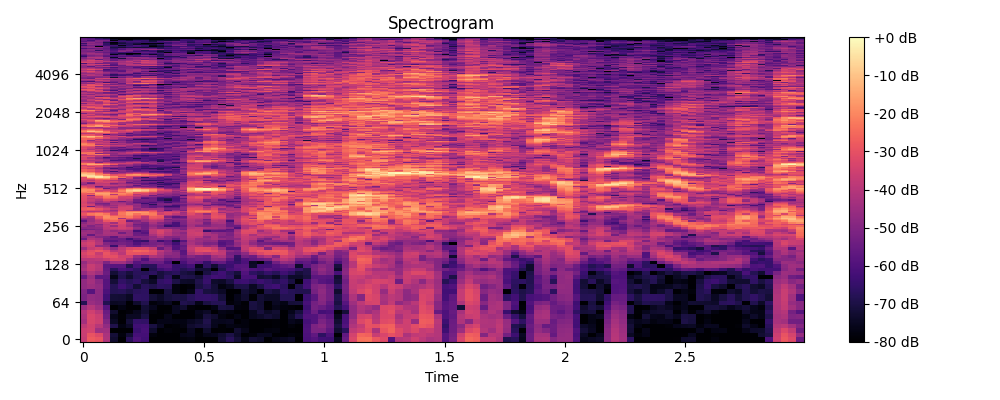 Spectrogram
4096
2048
1024
512
256
128
64
0
Hz
0
0.5
1
1.5
2
2.5
Time
+0 dB
-10 dB
-20 dB
-30 dB
-40 dB
-50 dB
-60 dB
-70 dB
-80 dB